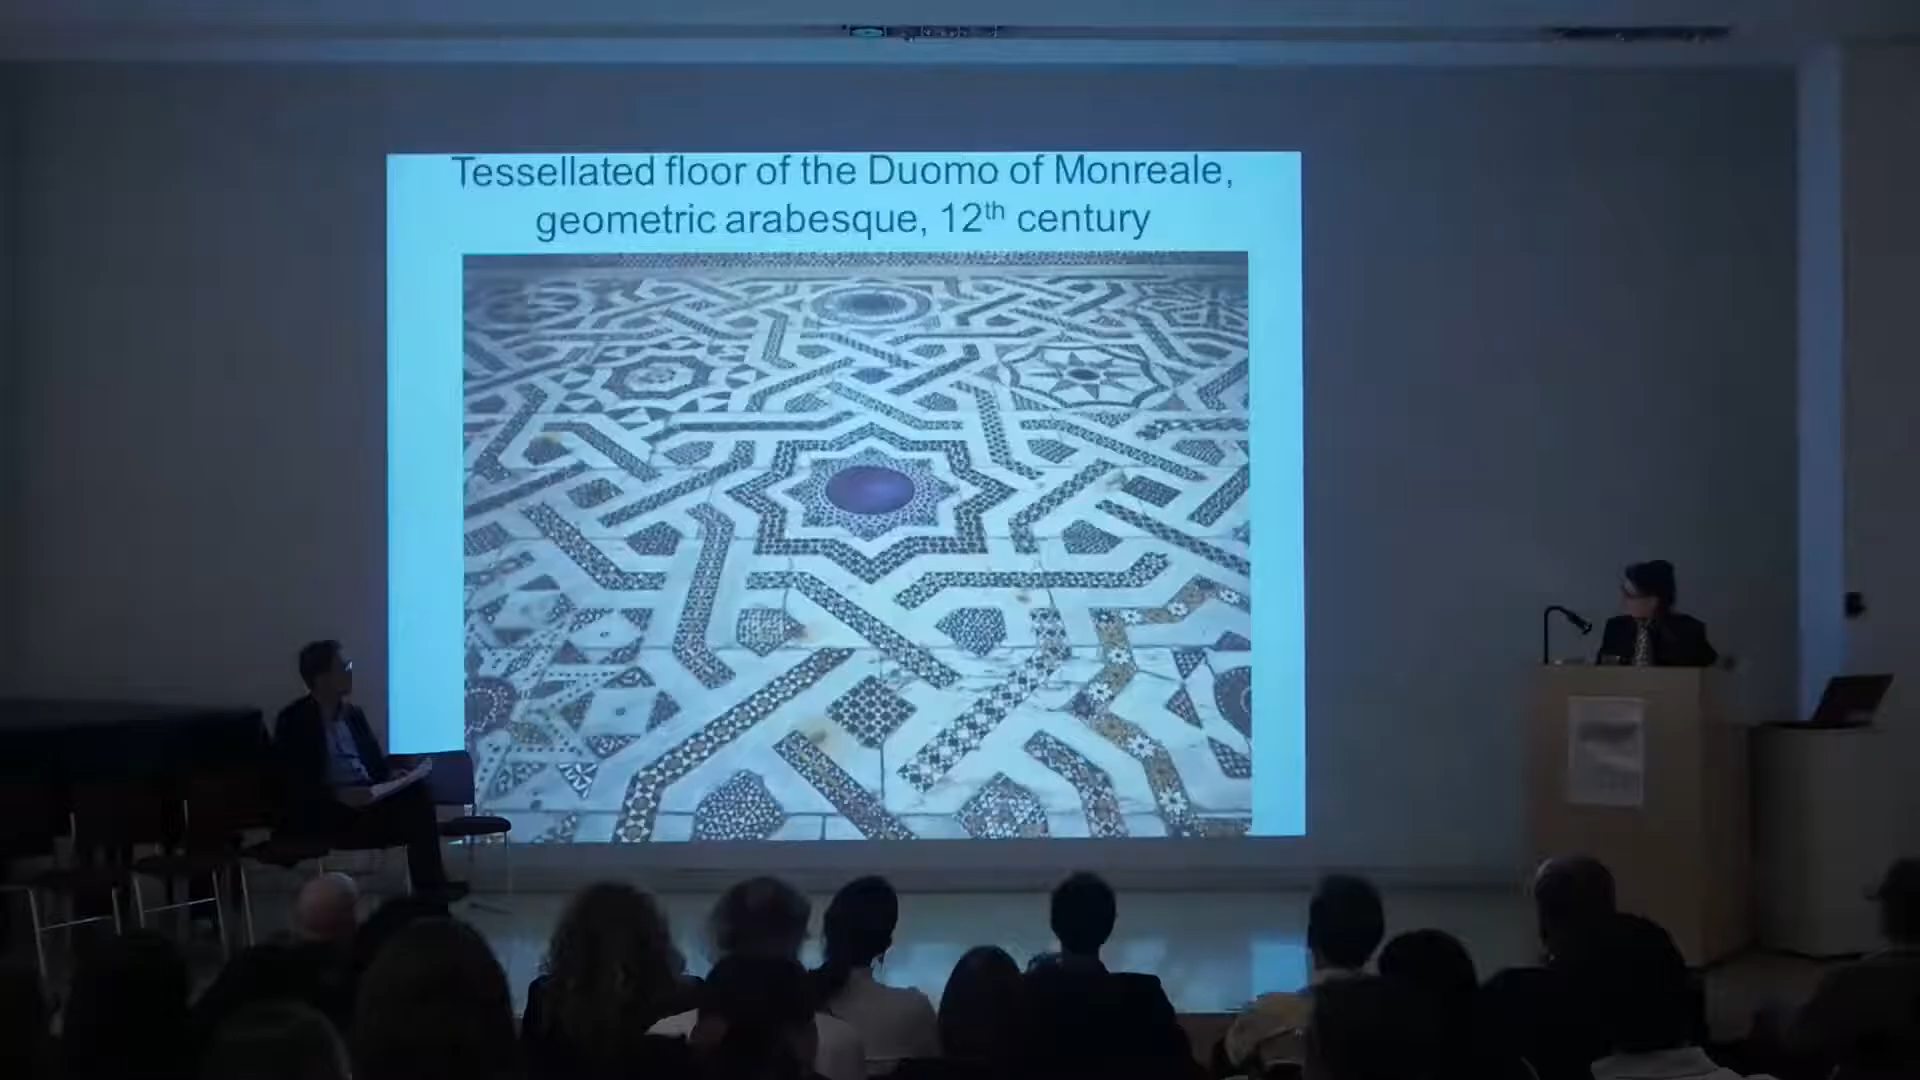 Tessellated floor of the Duomo of Monreale,
geometric arabesque, 12th century